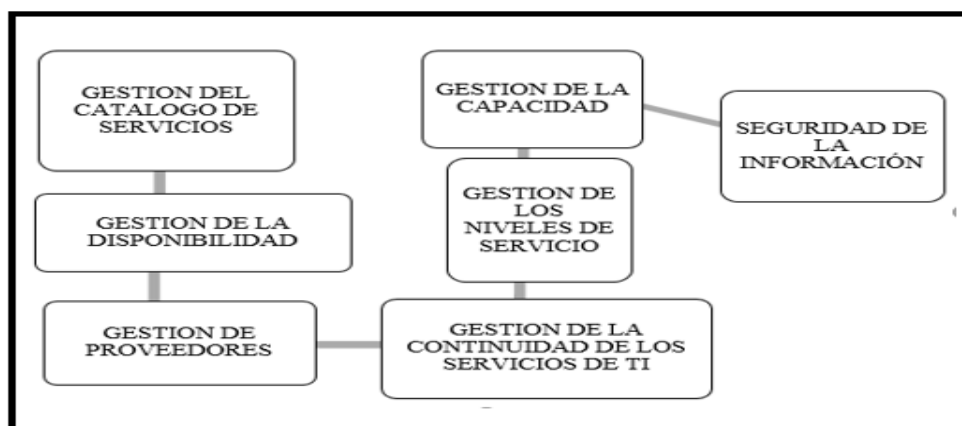 GESTION DEL
CATALOGO DE
SERVICIOS
GESTION DE LA
DISPONIBILIDAD
GESTION DE
PROVEEDORES
GESTION DE LA
CONTINUIDAD DE LOS
SERVICIOS DE TI
GESTION DE
LOS
NIVELES DE
SERVICIO
GESTION DE LA
CAPACIDAD
SEGURIDAD DE
LA
INFORMACIÓN